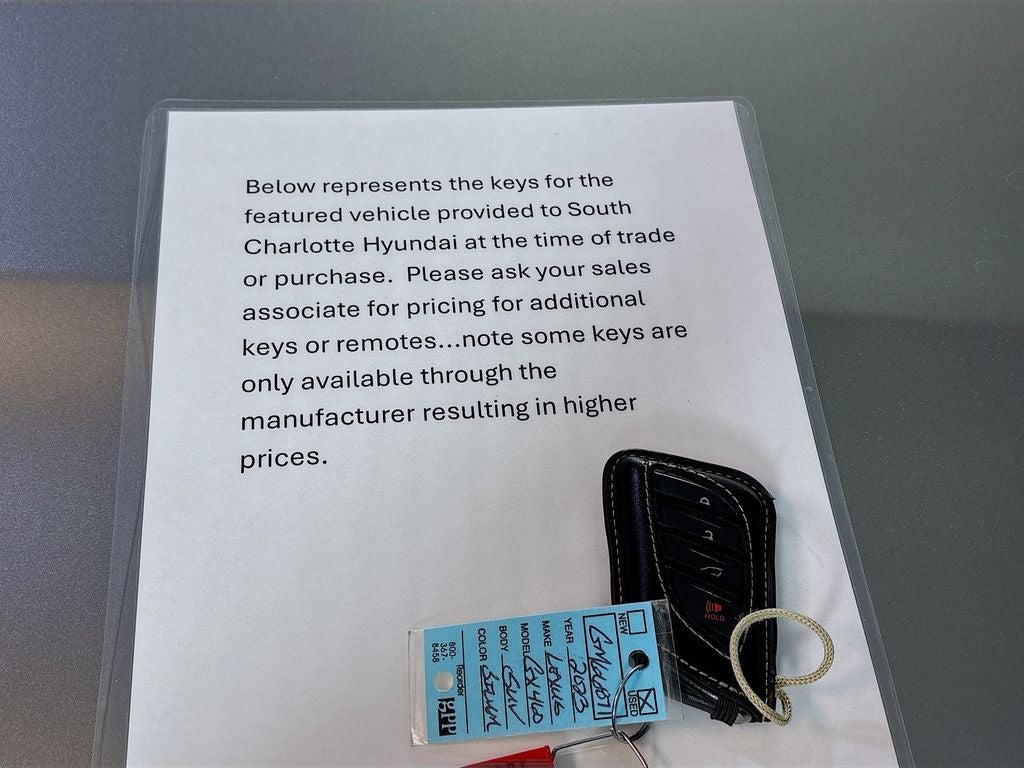 Below represents the keys for the
featured vehicle provided to South
Charlotte Hyundai at the time of trade
or purchase.  Please ask your sales
associate for pricing for additional
keys or remotes...note some keys are
only available through the
manufacturer resulting in higher
prices.
HOLD
NEW
USED
YEAR 2023
MAKE LEXUS
MODEL GX460
BODY SUV
COLOR SILVER
Reorder
800-
367-
8458